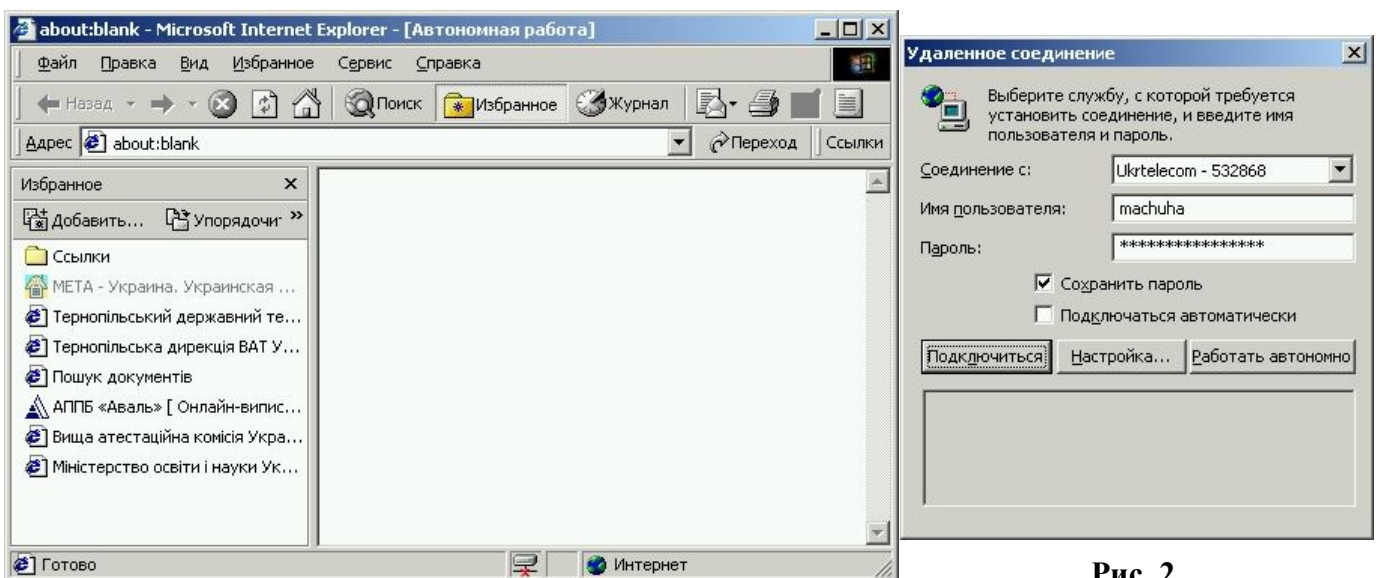 about:blank - Microsoft Internet Explorer - [Автономная работа]
Файл Правка Вид Избранное Сервис Справка
Назад Поиск Избранное Журнал
Адрес about:blank Переход Ссылки
Избранное
Добавить... Упорядочи »
Ссылки
МЕТА - Украина. Украинская ...
Тернопільський державний те...
Тернопільська дирекція ВАТ У...
Пошук документів
АППБ «Аваль» [ Онлайн-випис...
Вища атестаційна комісія Укра...
Міністерство освіти і науки Ук...
Готово Интернет
Удаленное соединение
Выберите службу, с которой требуется
установить соединение, и введите имя
пользователя и пароль.
Соединение с: Ukrtelecom - 532868
Имя пользователя: machuha
Пароль: ****************
Сохранить пароль
Подключаться автоматически
Подключиться Настройка... Работать автономно
Рис. 2